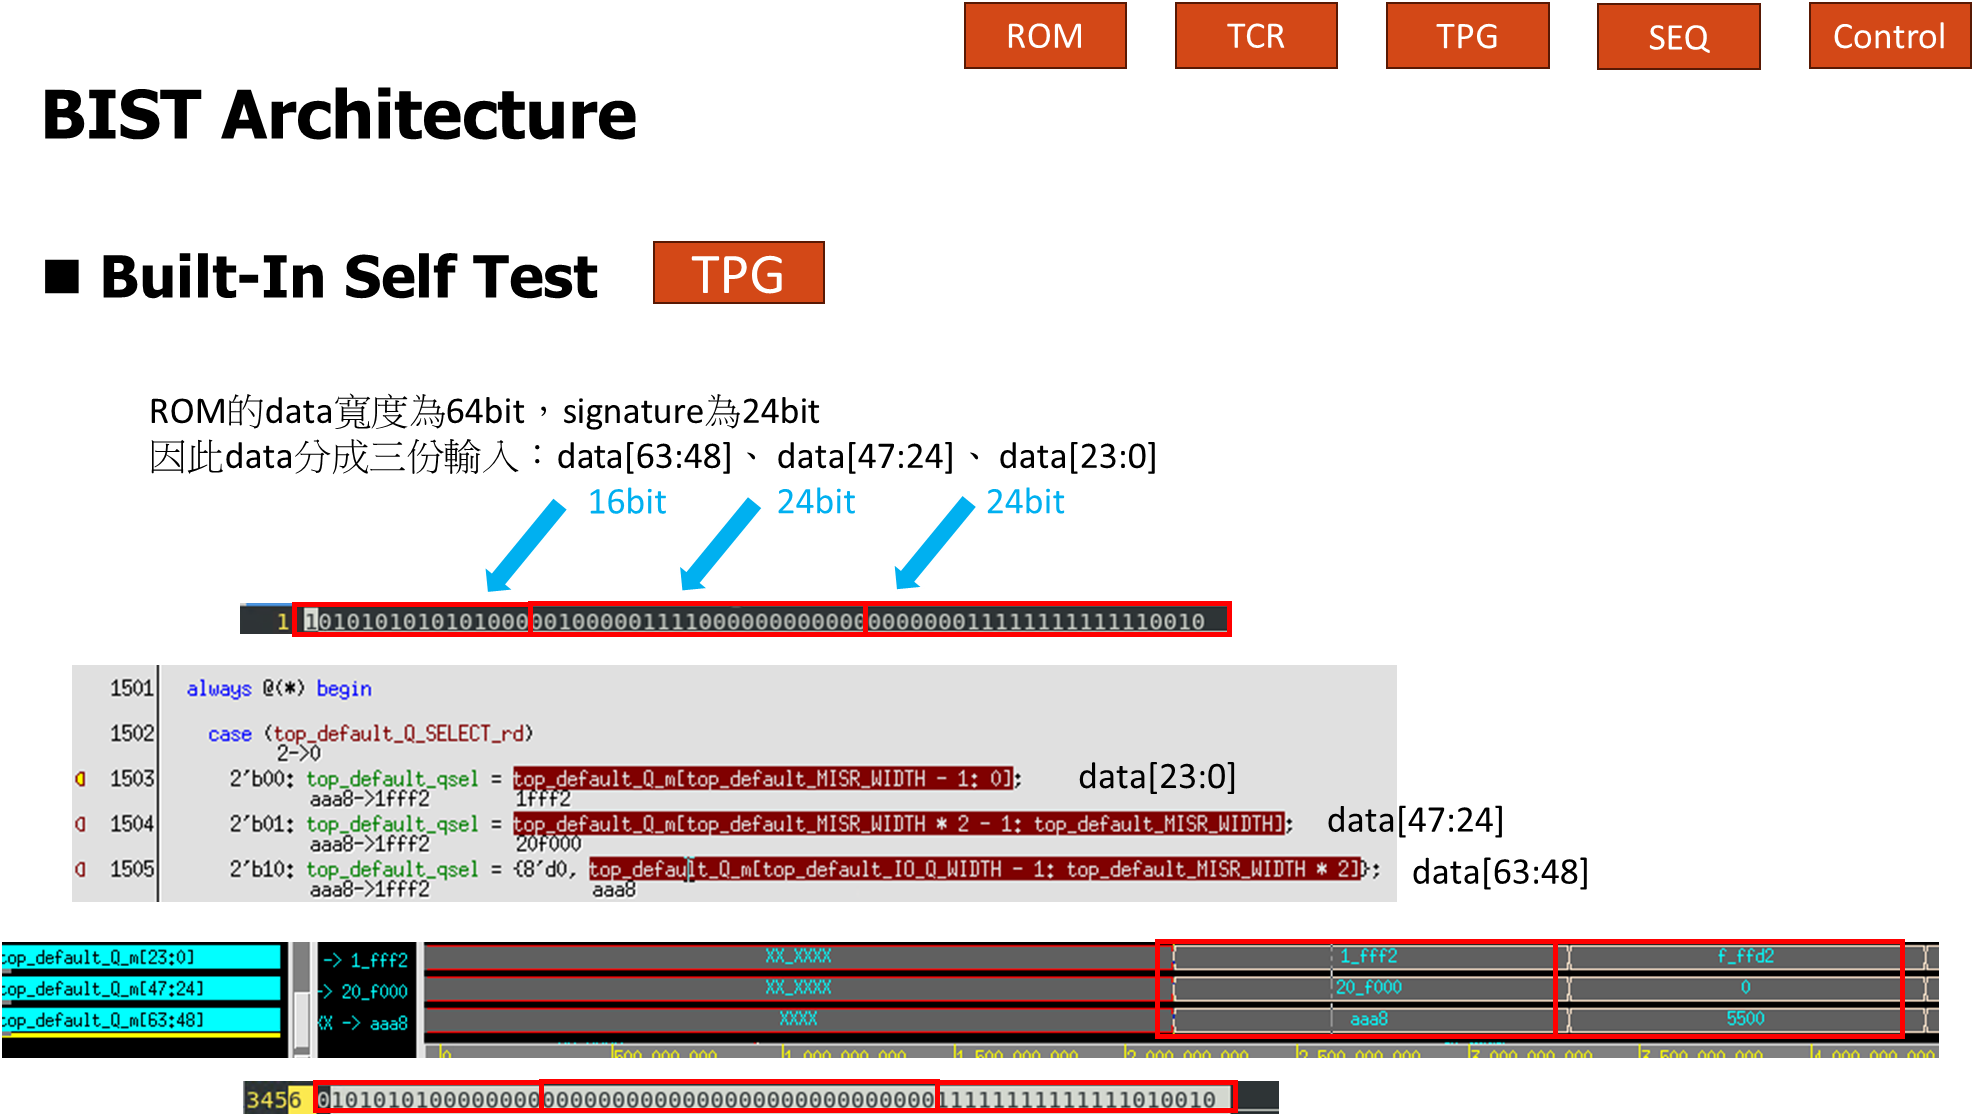 ROM
TCR
TPG
SEQ
Control
BIST Architecture
■ Built-In Self Test
TPG
ROM的data寬度為64bit，signature為24bit
因此data分成三份輸入：data[63:48]、 data[47:24] 、 data[23:0]
16bit
24bit
24bit
1 1010101010101000001000001111000000000000000000011111111111110010
1501 always @(*) begin
1502 case (top_default_Q_SELECT_rd)
2->0
1503 2'b00: top_default_qsel = top_default_Q_m[top_default_MISR_WIDTH - 1: 0];
data[23:0]
aaa8->1fff2 1fff2
1504 2'b01: top_default_qsel = top_default_Q_m[top_default_MISR_WIDTH * 2 - 1: top_default_MISR_WIDTH];
data[47:24]
aaa8->1fff2 20f000
1505 2'b10: top_default_qsel = {8'd0, top_default_Q_m[top_default_IO_Q_WIDTH - 1: top_default_MISR_WIDTH * 2]};
data[63:48]
aaa8->1fff2 aaa8
top_default_Q_m[23:0] -> 1_fff2 XX_XXXX 1_fff2 f_ffd2
top_default_Q_m[47:24] -> 20_f000 XX_XXXX 20_f000 0
top_default_Q_m[63:48] XX -> aaa8 XXXX aaa8 5500
0 500,000,000 1,000,000,000 1,500,000,000 2,000,000,000 2,500,000,000 3,000,000,000 3,500,000,000 4,000,000,000
3456 0101010100000000000000000000000000000000000011111111111111010010